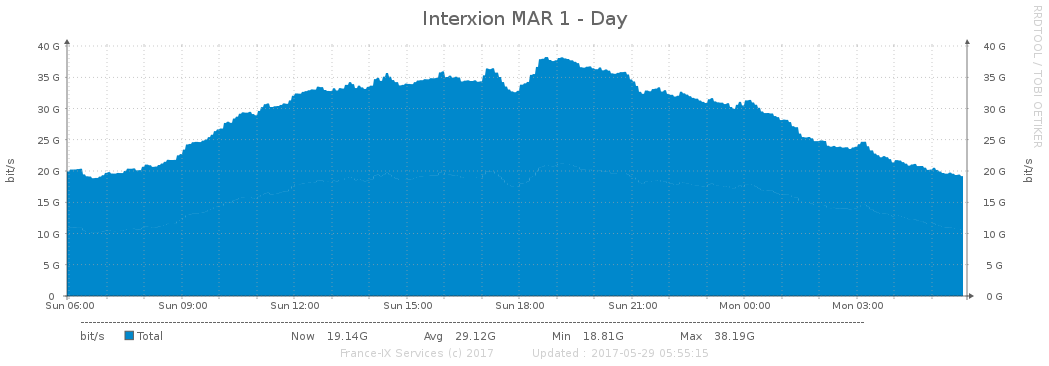 Interxion MAR 1 - Day
RRDTOOL / TOBI OETIKER
40 G 40 G
35 G 35 G
30 G 30 G
25 G 25 G
20 G 20 G
15 G 15 G
10 G 10 G
5 G 5 G
0 0 G
bit/s bit/s
Sun 06:00 Sun 09:00 Sun 12:00 Sun 15:00 Sun 18:00 Sun 21:00 Mon 00:00 Mon 03:00
bit/s Total Now 19.14G Avg 29.12G Min 18.81G Max 38.19G
France-IX Services (c) 2017 Updated : 2017-05-29 05:55:15